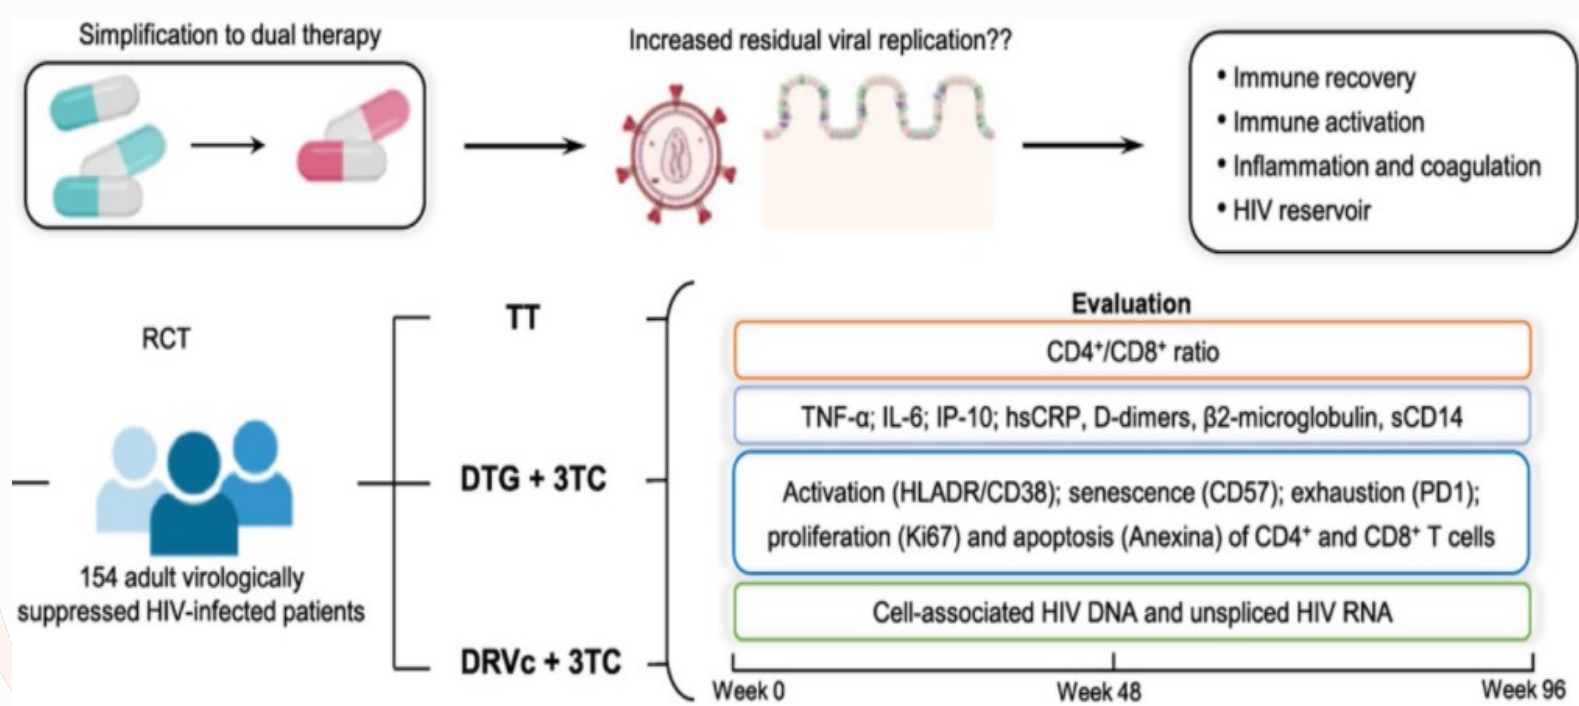 Simplification to dual therapy
Increased residual viral replication??
• Immune recovery
• Immune activation
• Inflammation and coagulation
• HIV reservoir
RCT
154 adult virologically
suppressed HIV-infected patients
TT
DTG + 3TC
DRVc + 3TC
Evaluation
CD4⁺/CD8⁺ ratio
TNF-α; IL-6; IP-10; hsCRP, D-dimers, β2-microglobulin, sCD14
Activation (HLADR/CD38); senescence (CD57); exhaustion (PD1);
proliferation (Ki67) and apoptosis (Anexina) of CD4⁺ and CD8⁺ T cells
Cell-associated HIV DNA and unspliced HIV RNA
Week 0
Week 48
Week 96